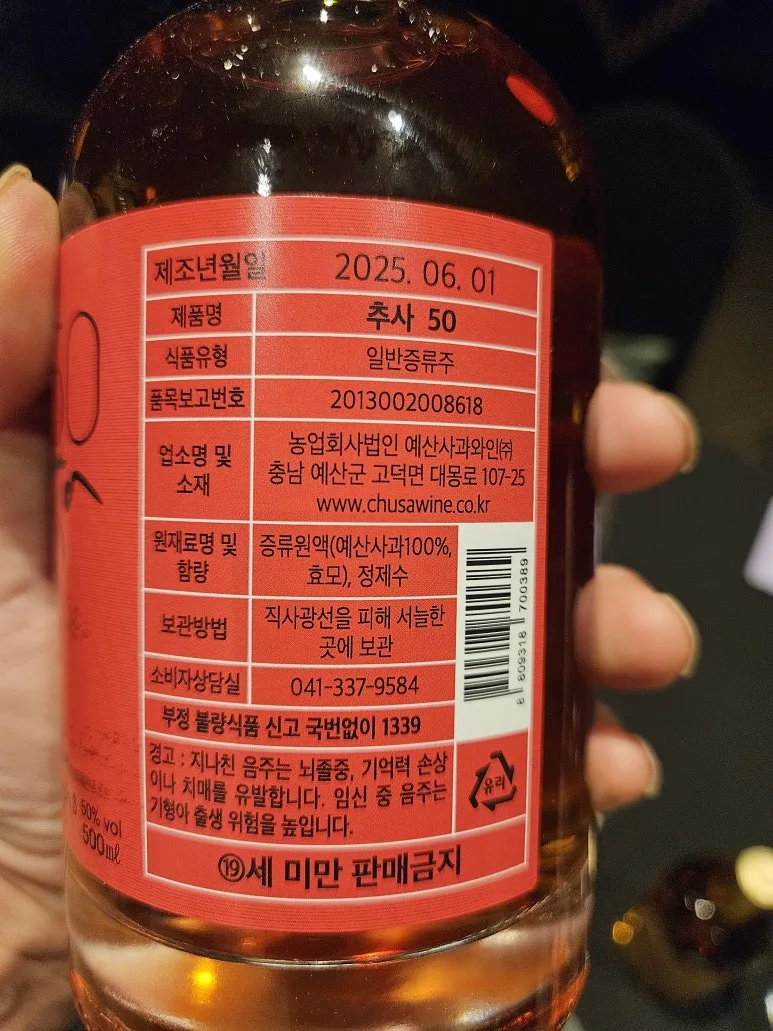 제조년월일 2025. 06. 01
제품명 추사 50
식품유형 일반증류주
품목보고번호 2013002008618
업소명 및
소재
농업회사법인 예산사과와인㈜
충남 예산군 고덕면 대몽로 107-25
www.chusawine.co.kr
원재료명 및
함량
증류원액(예산사과100%,
효모), 정제수
보관방법
직사광선을 피해 서늘한
곳에 보관
소비자상담실 041-337-9584
부정 불량식품 신고 국번없이 1339
경고 : 지나친 음주는 뇌졸중, 기억력 손상
이나 치매를 유발합니다. 임신 중 음주는
기형아 출생 위험을 높입니다.
유리
⑲세 미만 판매금지
8 809318 700389
50% vol
500㎖